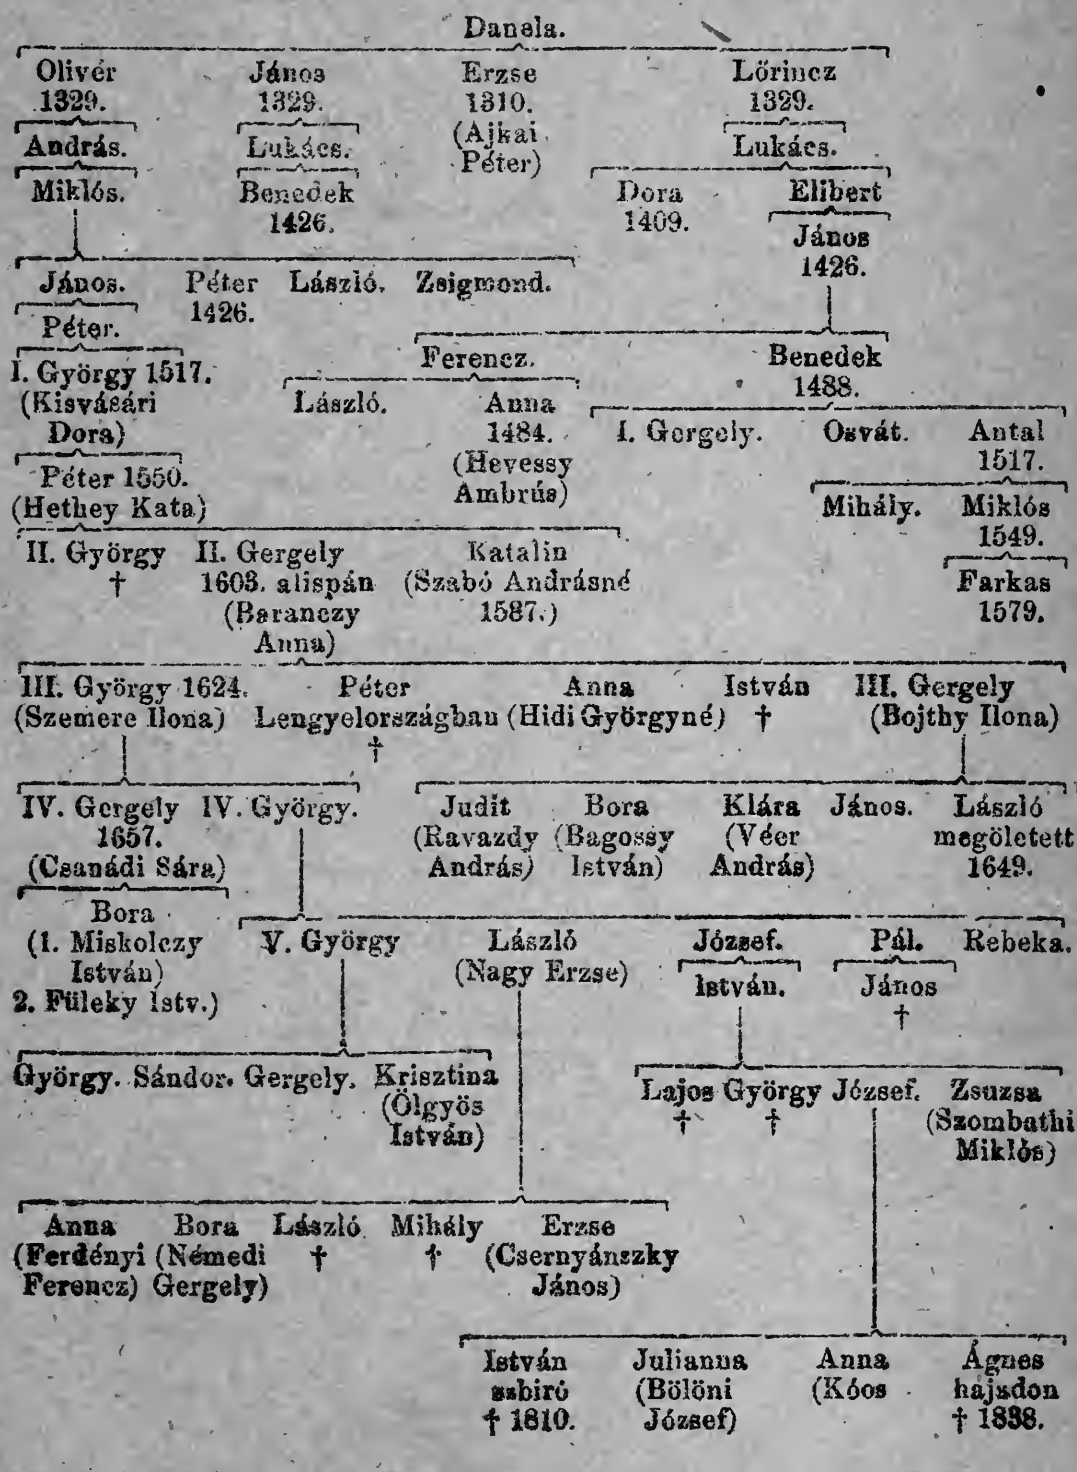 Danela.
Olivér János Erzse Lőrincz
1329. 1329. 1310. 1329.
András. Lukács. (Ajkai Lukács.
Péter)
Miklós. Benedek Dora Elibert
1426. 1409. János
1426.
János. Péter László. Zsigmond.
1426.
Péter.
Ferencz. Benedek
1488.
I. György 1517. László. Anna I. Gergely. Osvát. Antal
(Kisvásári 1484. 1517.
Dora) (Hevessy
Ambrús)
Péter 1550. Mihály. Miklós
(Hethey Kata) 1549.
II. György II. Gergely Katalin Farkas
† 1603. alispán (Szabó Andrásné 1579.
(Baranczy 1587.)
Anna)
III. György 1624. Péter Anna István III. Gergely
(Szemere Ilona) Lengyelországban (Hidi Györgyné) † (Bojthy Ilona)
†
IV. Gergely IV. György. Judit Bora Klára János. László
1657. (Ravazdy (Bagossy (Véer megöletett
(Csanádi Sára) András) István) András) 1649.
Bora
(1. Miskolczy V. György László József. Pál. Rebeka.
István) (Nagy Erzse) István. János
2. Füleky Istv.) †
György. Sándor. Gergely. Krisztina Lajos György József. Zsuzsa
(Ölgyös † † (Szombathi
István) Miklós)
Anna Bora László Mihály Erzse
(Ferdényi (Némedi † † (Csernyánszky
Ferencz) Gergely) János)
István Julianna Anna Ágnes
ssbiró (Bölöni (Kóos hajadon
† 1810. József) † 1838.